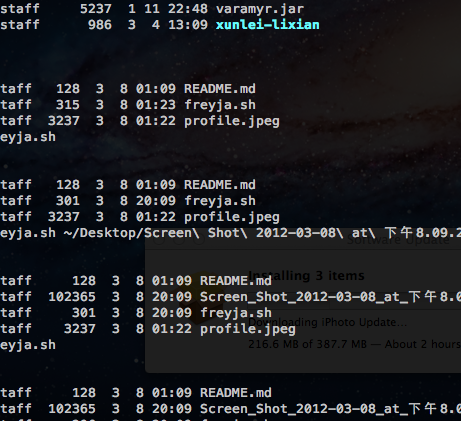 staff     5237  1 11 22:48 varamyr.jar
staff      986  3  4 13:09 xunlei-lixian
taff   128  3  8 01:09 README.md
taff   315  3  8 01:23 freyja.sh
taff  3237  3  8 01:22 profile.jpeg
eyja.sh
taff   128  3  8 01:09 README.md
taff   301  3  8 20:09 freyja.sh
taff  3237  3  8 01:22 profile.jpeg
eyja.sh ~/Desktop/Screen\ Shot\ 2012-03-08\ at\ 下午8.09.2
Software Update
taff     128  3  8 01:09 README.md
Installing 3 items
taff  102365  3  8 20:09 Screen_Shot_2012-03-08_at_下午8.0
taff     301  3  8 20:09 freyja.sh
Downloading iPhoto Update…
taff    3237  3  8 01:22 profile.jpeg
eyja.sh
216.6 MB of 387.7 MB — About 2 hours
taff     128  3  8 01:09 README.md
taff  102365  3  8 20:09 Screen_Shot_2012-03-08_at_下午8.0